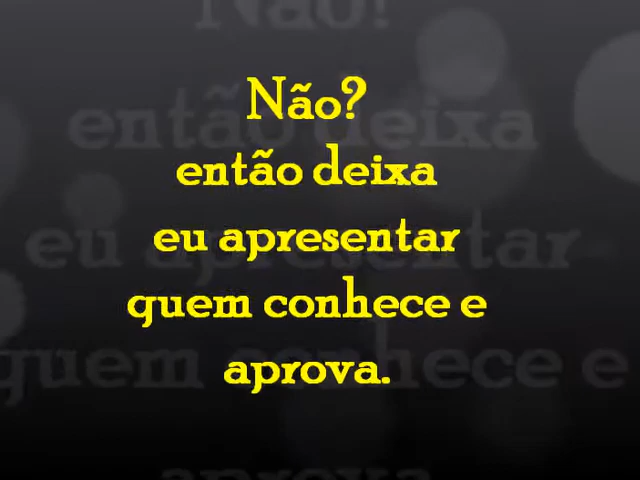 Não?
então deixa
eu apresentar
quem conhece e
aprova.